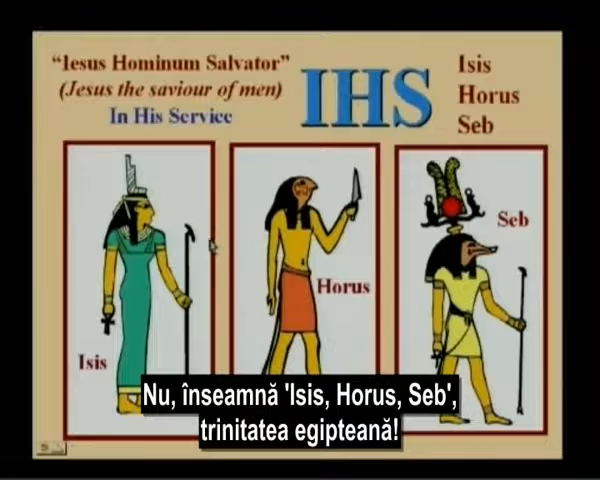 “Iesus Hominum Salvator”
(Jesus the saviour of men)
In His Service
IHS
Isis
Horus
Seb
Isis
Horus
Seb
Nu, înseamnă 'Isis, Horus, Seb',
trinitatea egipteană!